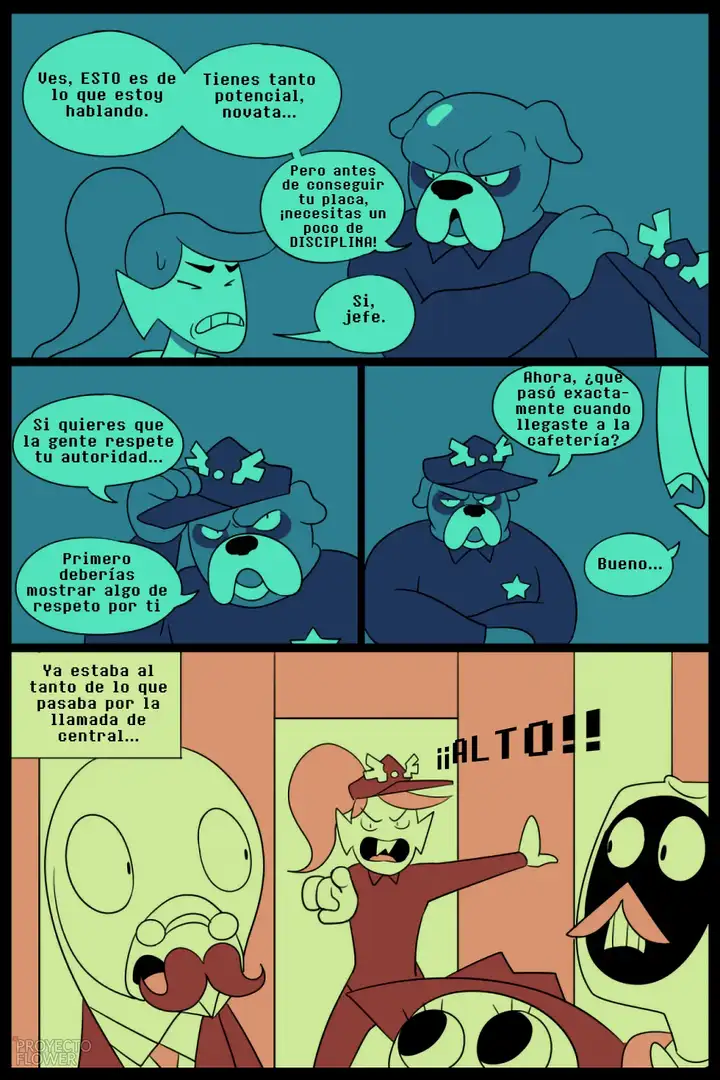 Ves, ESTO es de
lo que estoy
hablando.
Tienes tanto
potencial,
novata...
Pero antes
de conseguir
tu placa,
¡necesitas un
poco de
DISCIPLINA!
Si,
jefe.
Si quieres que
la gente respete
tu autoridad...
Primero
deberías
mostrar algo de
respeto por ti
Ahora, ¿que
pasó exacta-
mente cuando
llegaste a la
cafetería?
Bueno...
Ya estaba al
tanto de lo que
pasaba por la
llamada de
central...
¡¡ALTO!!
PROYECTO
FLOWER